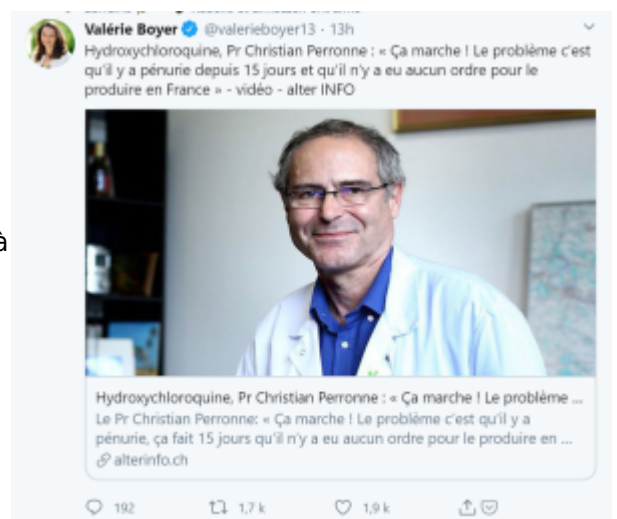 Valérie Boyer @valerieboyer13 · 13h
Hydroxychloroquine, Pr Christian Perronne : « Ça marche ! Le problème c'est
qu'il y a pénurie depuis 15 jours et qu'il n'y a eu aucun ordre pour le
produire en France » - vidéo - alter INFO
à
Hydroxychloroquine, Pr Christian Perronne : « Ça marche ! Le problème ...
Le Pr Christian Perronne: « Ça marche ! Le problème c'est qu'il y a
pénurie, ça fait 15 jours qu'il n'y a eu aucun ordre pour le produire en ...
alterinfo.ch
192 1,7 k 1,9 k